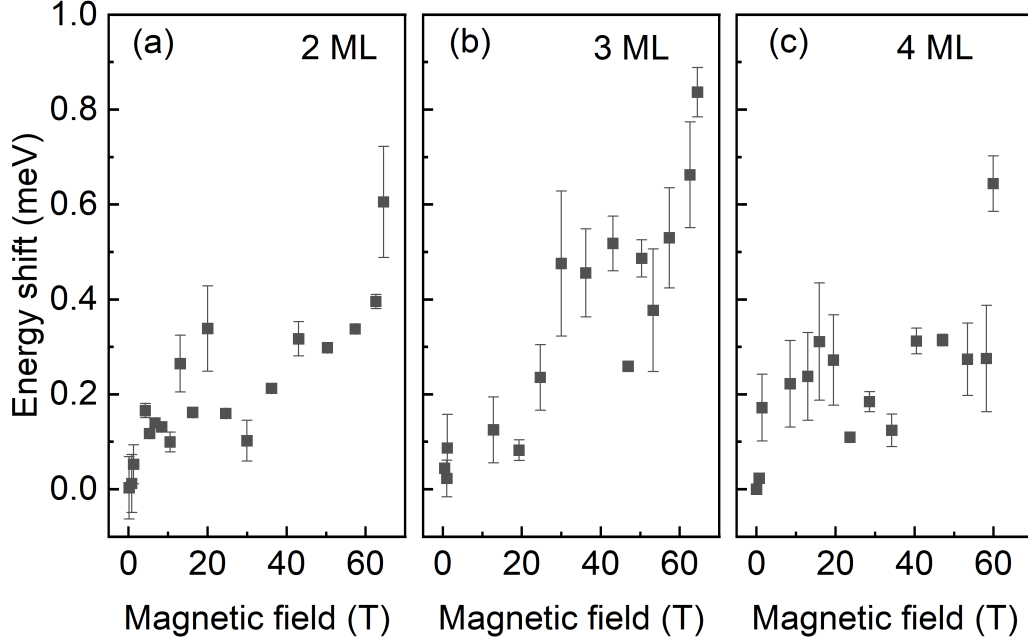 (a) 2 ML
(b) 3 ML
(c) 4 ML
1.0
0.8
0.6
0.4
0.2
0.0
Energy shift (meV)
0 20 40 60
0 20 40 60
0 20 40 60
Magnetic field (T)
Magnetic field (T)
Magnetic field (T)